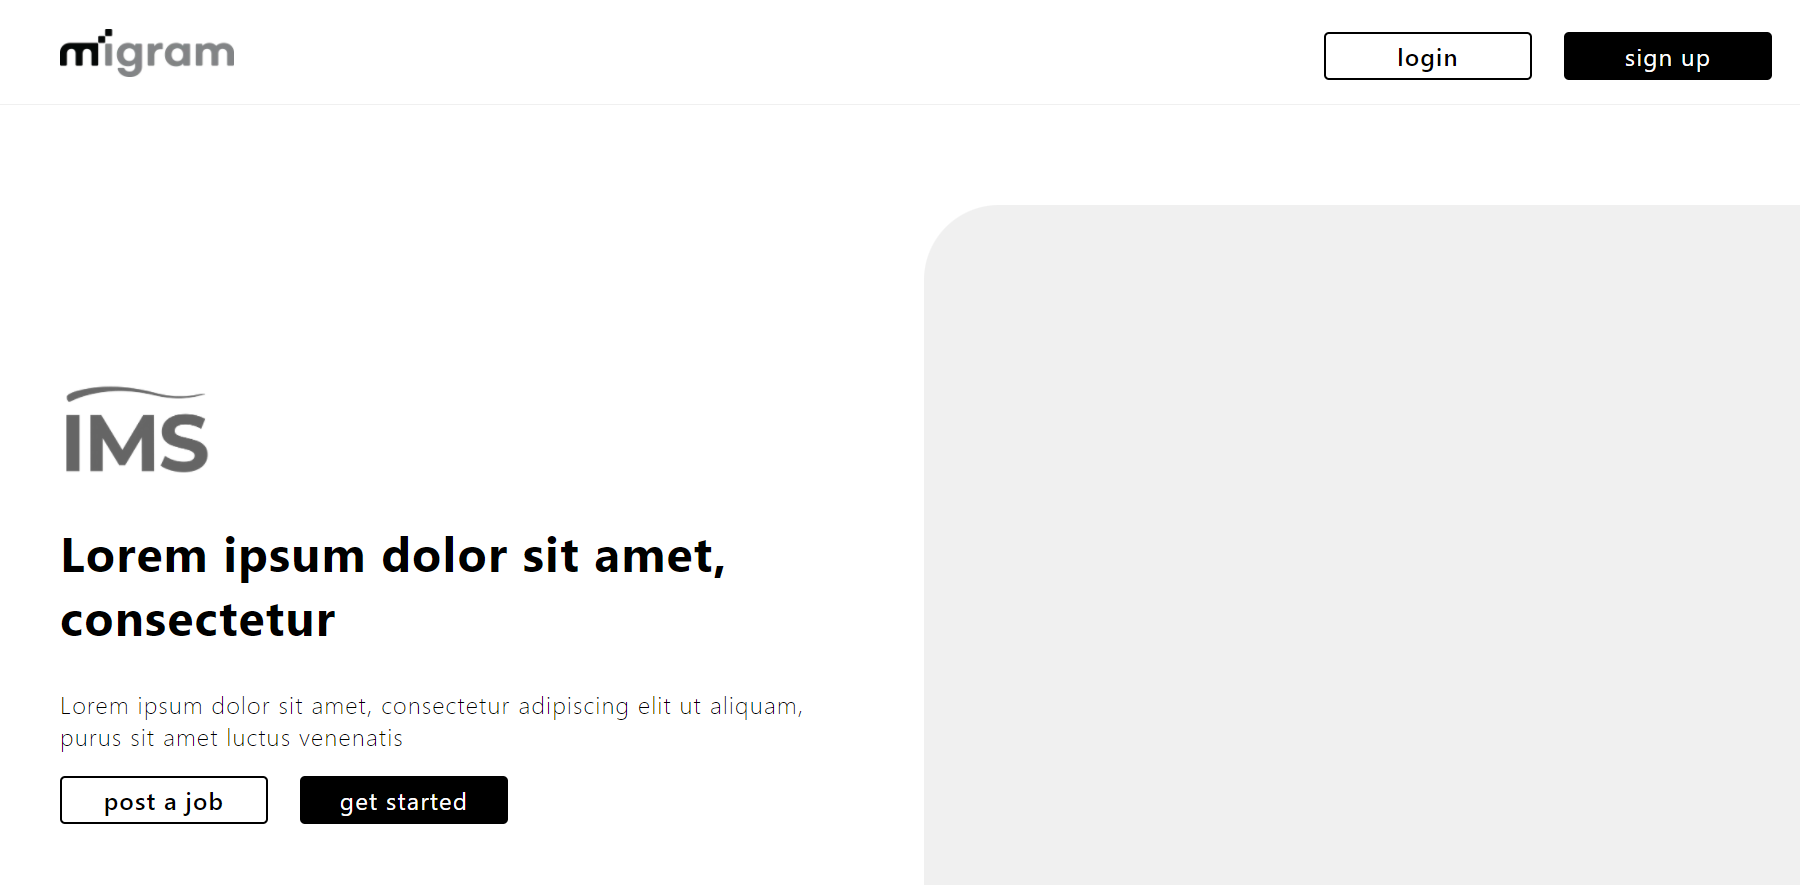 migram
login
sign up
IMS
Lorem ipsum dolor sit amet,
consectetur
Lorem ipsum dolor sit amet, consectetur adipiscing elit ut aliquam,
purus sit amet luctus venenatis
post a job
get started